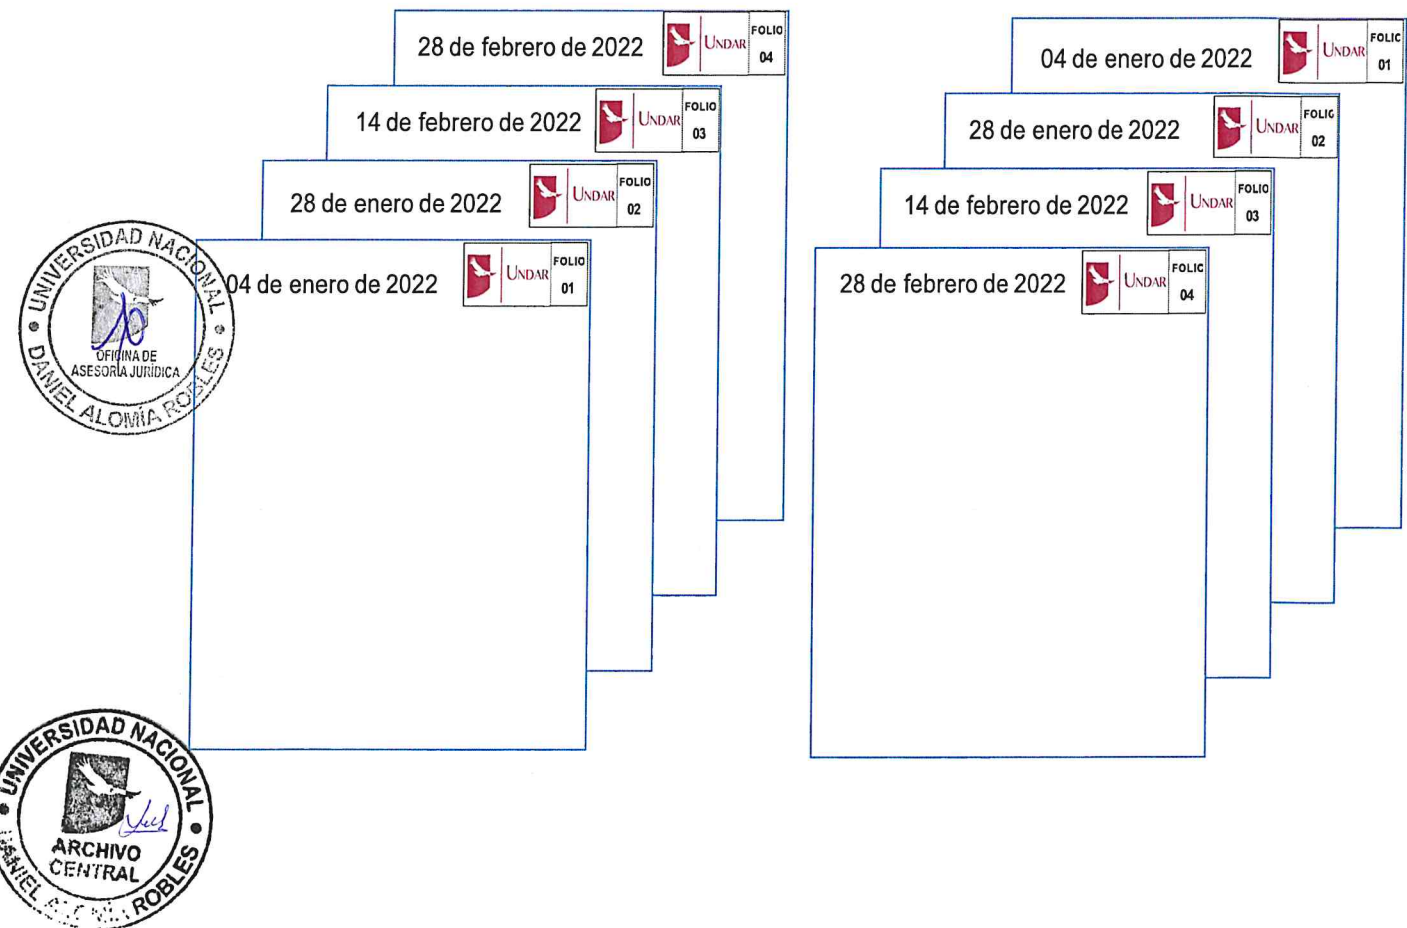 28 de febrero de 2022
UNDAR
FOLIO
04
14 de febrero de 2022
UNDAR
FOLIO
03
28 de enero de 2022
UNDAR
FOLIO
02
04 de enero de 2022
UNDAR
FOLIO
01
04 de enero de 2022
UNDAR
FOLIO
01
28 de enero de 2022
UNDAR
FOLIO
02
14 de febrero de 2022
UNDAR
FOLIO
03
28 de febrero de 2022
UNDAR
FOLIO
04
UNIVERSIDAD NACIONAL
DANIEL ALOMÍA ROBLES
OFICINA DE
ASESORIA JURÍDICA
UNIVERSIDAD NACIONAL
DANIEL ALOMÍA ROBLES
ARCHIVO
CENTRAL